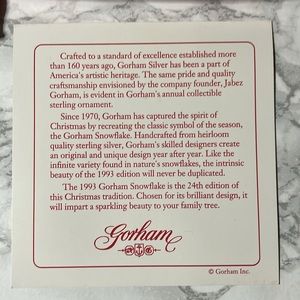 Crafted to a standard of excellence established more
than 160 years ago, Gorham Silver has been a part of
America's artistic heritage. The same pride and quality
craftsmanship envisioned by the company founder, Jabez
Gorham, is evident in Gorham's annual collectible
sterling ornament.
Since 1970, Gorham has captured the spirit of
Christmas by recreating the classic symbol of the season,
the Gorham Snowflake. Handcrafted from heirloom
quality sterling silver, Gorham's skilled designers create
an original and unique design year after year. Like the
infinite variety found in nature's snowflakes, the intrinsic
beauty of the 1993 edition will never be duplicated.
The 1993 Gorham Snowflake is the 24th edition of
this Christmas tradition. Chosen for its brilliant design, it
will impart a sparkling beauty to your family tree.
Gorham
© Gorham Inc.